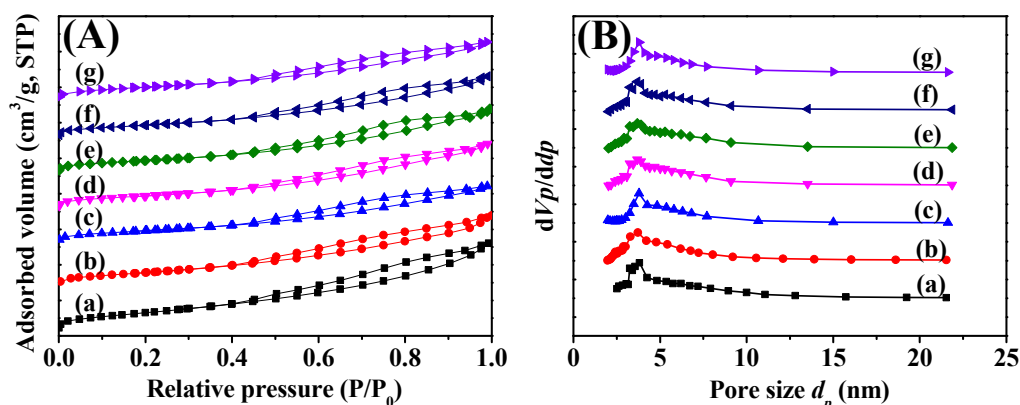 (A)
Adsorbed volume (cm³/g, STP)
(g)
(f)
(e)
(d)
(c)
(b)
(a)
0.0 0.2 0.4 0.6 0.8 1.0
Relative pressure (P/P₀)
(B)
dVp/ddp
(g)
(f)
(e)
(d)
(c)
(b)
(a)
0 5 10 15 20 25
Pore size dₚ (nm)